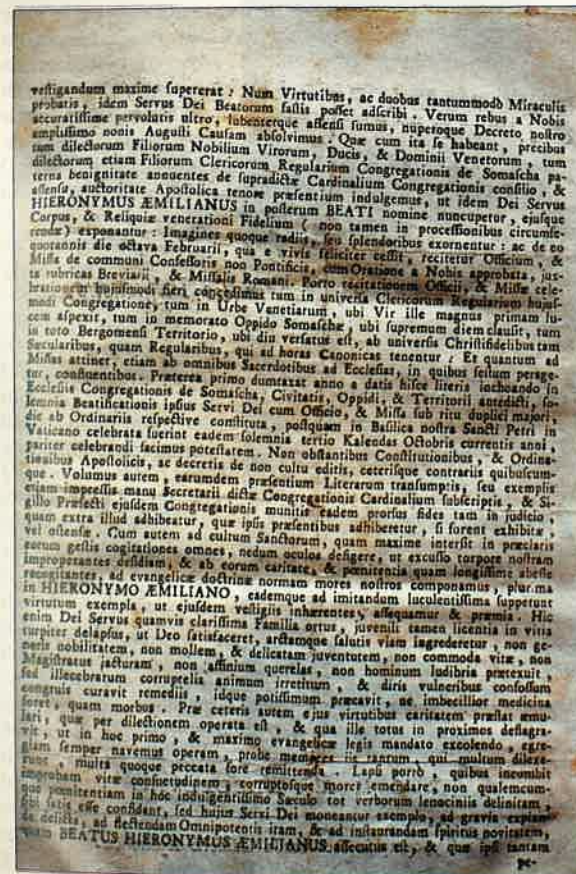 vestigandum maxime supererat: Num Virtutibus, ac duobus tantummodò Miraculis
probatis, idem Servus Dei Beatorum fastis posset adscribi. Verum rebus a Nobis
accuratissime pervolutis ultro, lubenterque assensi sumus, nuperoque Decreto nostro
amplissimo nonis Augusti Causam absolvimus. Quæ cum ita se habeant, precibus
tum dilectorum Filiorum Nobilium Virorum, Ducis, & Dominii Venetorum, tum
dilectorum etiam Filiorum Clericorum Regularium Congregationis de Somascha pa-
terna benignitate annuentes de supradictæ Cardinalium Congregationis consilio, &
assensu, auctoritate Apostolica tenore præsentium indulgemus, ut idem Dei Servus
HIERONYMUS ÆMILIANUS in posterum BEATI nomine nuncupetur, ejusque
Corpus, & Reliquiæ venerationi Fidelium (non tamen in processionibus circumfe-
rendæ) exponantur: Imagines quoque radiis, seu splendoribus exornentur: ac de eo
quotannis die octava Februarii, qua e vivis feliciter cessit, recitetur Officium, &
Missa de communi Confessoris non Pontificis, cum Oratione a Nobis approbata, jux-
ta rubricas Breviarii, & Missalis Romani. Porro recitationem Officii, & Missæ cele-
brationem hujusmodi fieri concedimus tum in universa Clericorum Regularium hujus-
modi Congregatione, tum in Urbe Venetiarum, ubi Vir ille magnus primam lu-
cem aspexit, tum in memorato Oppido Somaschæ, ubi supremum diem clausit, tum
in toto Bergomensi Territorio, ubi diu versatus est, ab universis Christifidelibus tam
Sæcularibus, quam Regularibus, qui ad horas Canonicas tenentur: Et quantum ad
Missas attinet, etiam ab omnibus Sacerdotibus ad Ecclesias, in quibus festum perage-
tur, confluentibus. Præterea primo dumtaxat anno a datis hisce literis inchoando in
Ecclesiis Congregationis de Somascha, Civitatis, Oppidi, & Territorii antedicti, so-
lemnia Beatificationis ipsius Servi Dei cum Officio, & Missa sub ritu duplici majori,
die ab Ordinariis respective constituta, postquam in Basilica nostra Sancti Petri in
Vaticano celebrata fuerint eadem solemnia tertio Kalendas Octobris currentis anni,
pariter celebrandi facimus potestatem. Non obstantibus Constitutionibus, & Ordina-
tionibus Apostolicis, ac decretis de non cultu editis, ceterisque contrariis quibuscum-
que. Volumus autem, earumdem præsentium Literarum transumptis, seu exemplis
etiam impressis manu Secretarii dictæ Congregationis Cardinalium subscriptis, & Si-
gillo Præfecti ejusdem Congregationis munitis eadem prorsus fides tam in judicio,
quam extra illud adhibeatur, quæ ipsis præsentibus adhiberetur, si forent exhibitæ,
vel ostensæ. Cum autem ad cultum Sanctorum, quam maxime intersit in præclaris
eorum gestis cogitationes omnes, nedum oculos defigere, ut excusso torpore nostram
improperantes desidiam, & ab eorum caritate, & pœnitentia quam longissime abesse
recogitantes, ad evangelicæ doctrinæ normam mores nostros componamus, plurima
in HIERONYMO ÆMILIANO, eademque ad imitandum luculentissima suppetunt
virtutum exempla, ut ejusdem vestigiis inhærentes, assequamur & præmia. Hic
enim Dei Servus quamvis clarissima Familia ortus, juvenili tamen licentia in vitia
turpiter delapsus, ut Deo satisfaceret, arctamque salutis viam ingrederetur, non ge-
neris nobilitatem, non mollem, & delicatam juventutem, non commoda vitæ, non
Magistratus jacturam, non affinium querelas, non hominum ludibria prætexuit,
sed illecebrarum corruptelis animum irretitum, & diris vulneribus confossum
congruis curavit remediis, idque potissimum præcavit, ne imbecillior medicina
foret, quam morbus. Præ ceteris autem ejus virtutibus caritatem præstat æmu-
lari, quæ per dilectionem operata est, & qua ille totus in proximos deflagra-
vit, ut in hoc primo, & maximo evangelicæ legis mandato excolendo, egre-
giam semper navemus operam, probe memores iis tantum, qui multum dilexe-
runt, multa quoque peccata fore remittenda. Lapsi porrò, quibus incumbit
improbam vitæ consuetudinem, corruptosque mores emendare, non qualemcum-
que pœnitentiam in hoc indulgentissimo Sæculo tot verborum lenociniis delinitam,
sibi satis esse confidant, sed hujus Servi Dei moneantur exemplo, ad gravia expian-
da delicta, ad flectendam Omnipotentis iram, & ad instaurandam spiritus novitatem,
quam BEATUS HIERONYMUS ÆMILIANUS assecutus est, & quæ ipsi tantam
pe-